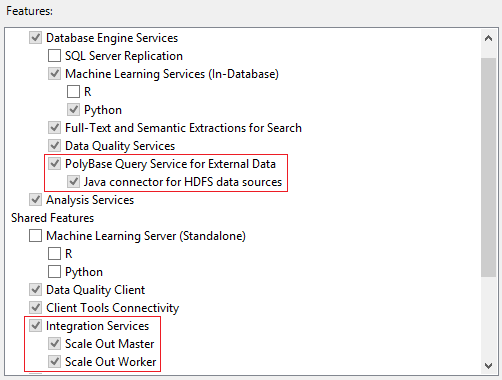 Features:
Database Engine Services
SQL Server Replication
Machine Learning Services (In-Database)
R
Python
Full-Text and Semantic Extractions for Search
Data Quality Services
PolyBase Query Service for External Data
Java connector for HDFS data sources
Analysis Services
Shared Features
Machine Learning Server (Standalone)
R
Python
Data Quality Client
Client Tools Connectivity
Integration Services
Scale Out Master
Scale Out Worker